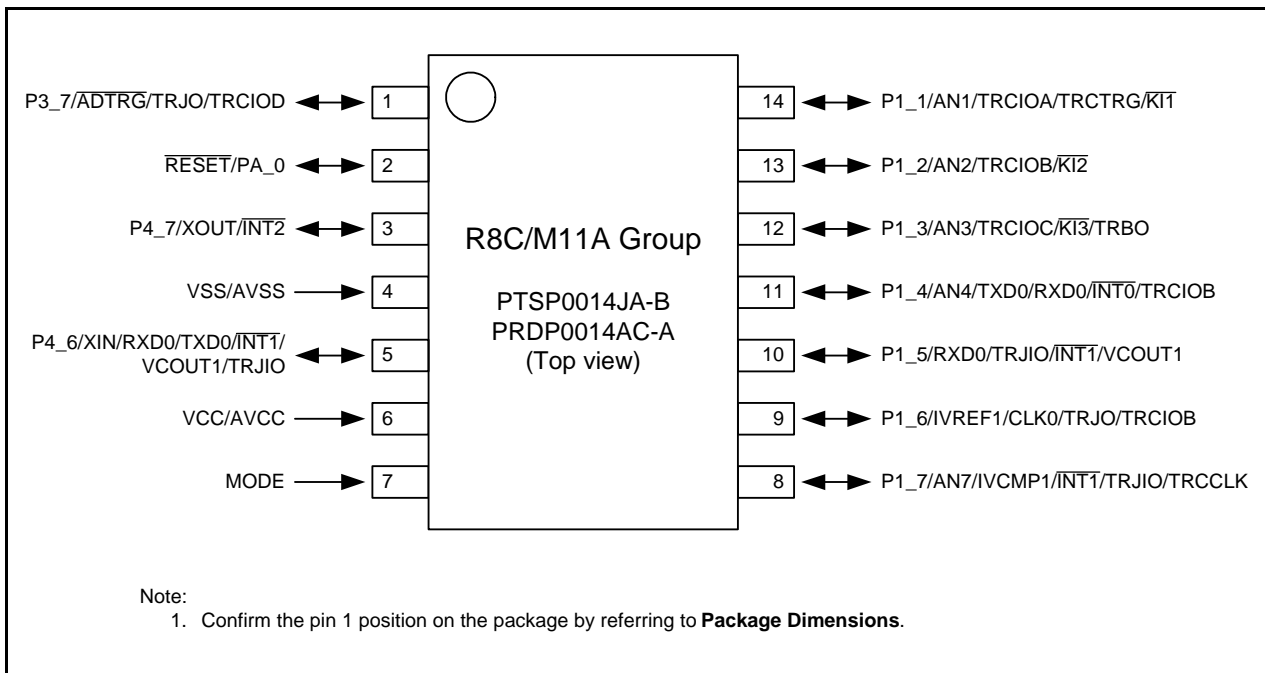 P3_7/ADTRG/TRJO/TRCIOD 1
RESET/PA_0 2
P4_7/XOUT/INT2 3
VSS/AVSS 4
P4_6/XIN/RXD0/TXD0/INT1/
VCOUT1/TRJIO 5
VCC/AVCC 6
MODE 7
R8C/M11A Group
PTSP0014JA-B
PRDP0014AC-A
(Top view)
14 P1_1/AN1/TRCIOA/TRCTRG/KI1
13 P1_2/AN2/TRCIOB/KI2
12 P1_3/AN3/TRCIOC/KI3/TRBO
11 P1_4/AN4/TXD0/RXD0/INT0/TRCIOB
10 P1_5/RXD0/TRJIO/INT1/VCOUT1
9 P1_6/IVREF1/CLK0/TRJO/TRCIOB
8 P1_7/AN7/IVCMP1/INT1/TRJIO/TRCCLK
Note:
1. Confirm the pin 1 position on the package by referring to Package Dimensions.